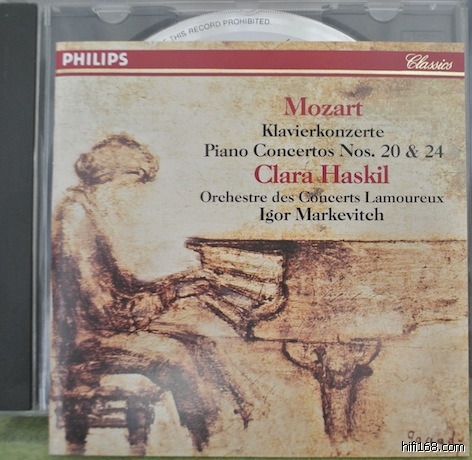 THIS RECORD PROHIBITED.
PHILIPS
Classics
Mozart
Klavierkonzerte
Piano Concertos Nos. 20 & 24
Clara Haskil
Orchestre des Concerts Lamoureux
Igor Markevitch
hifi168.com